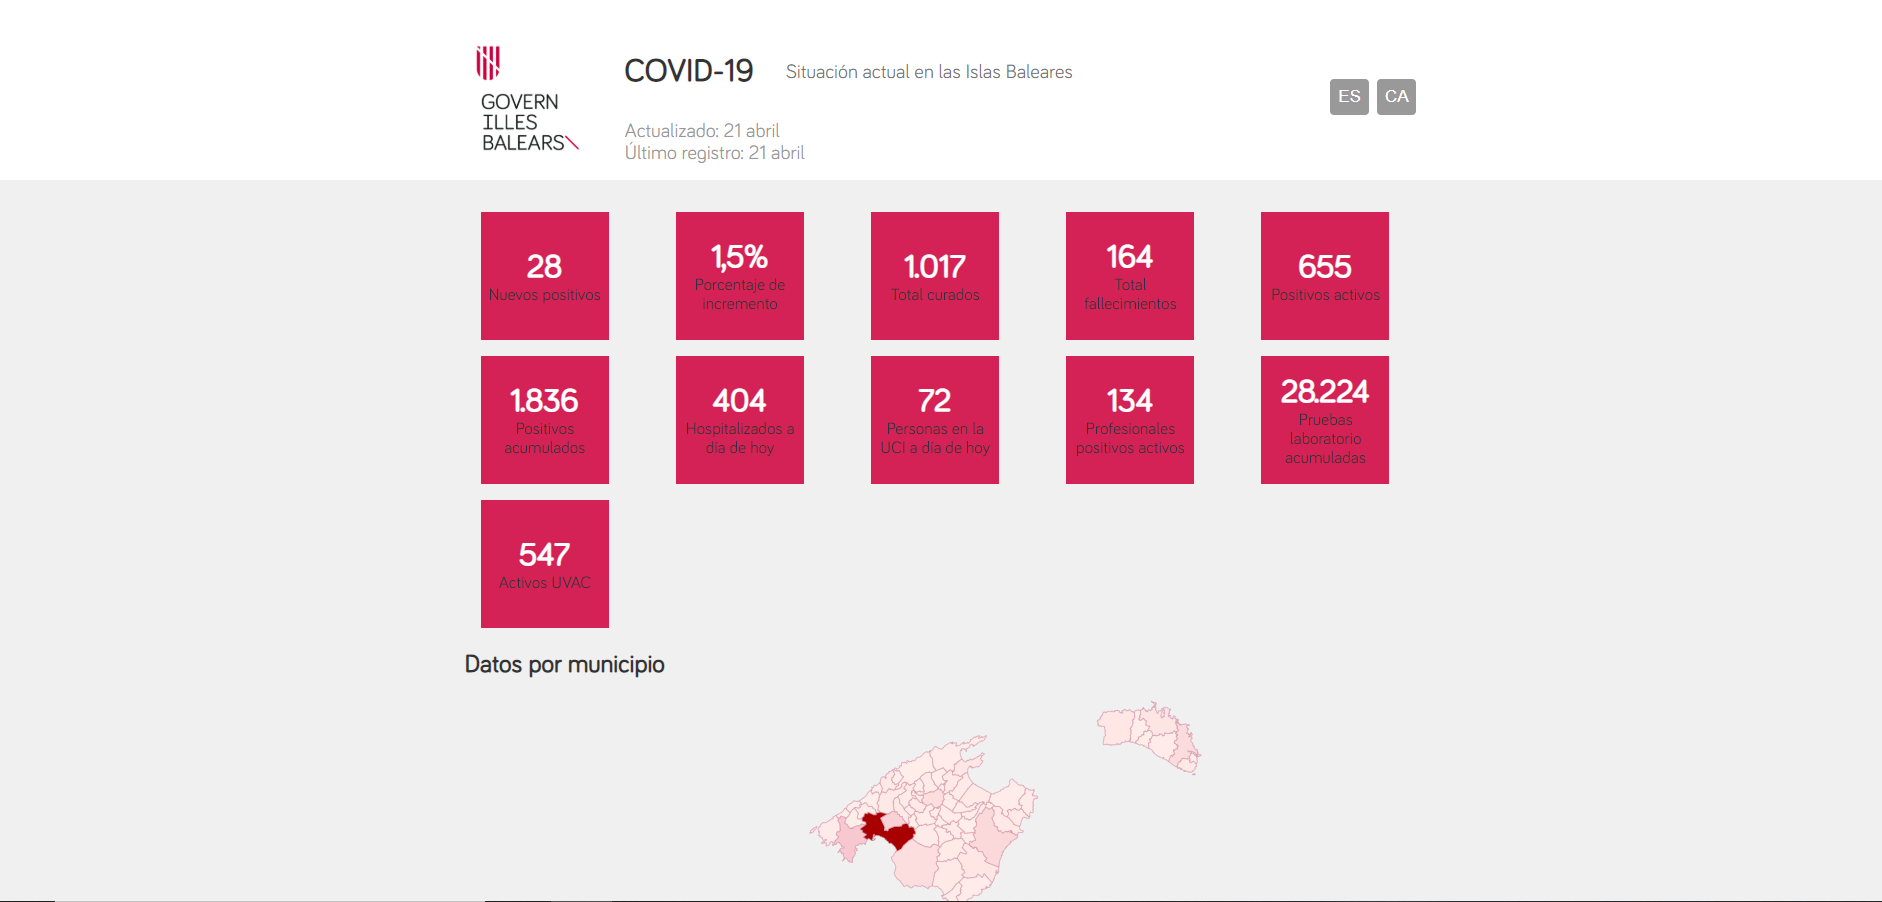 GOVERN
ILLES
BALEARS
COVID-19 Situación actual en las Islas Baleares
Actualizado: 21 abril
Último registro: 21 abril
ES CA
28
Nuevos positivos
1,5%
Porcentaje de
incremento
1.017
Total curados
164
Total
fallecimientos
655
Positivos activos
1.836
Positivos
acumulados
404
Hospitalizados a
día de hoy
72
Personas en la
UCI a día de hoy
134
Profesionales
positivos activos
28.224
Pruebas
laboratorio
acumuladas
547
Activos UVAC
Datos por municipio